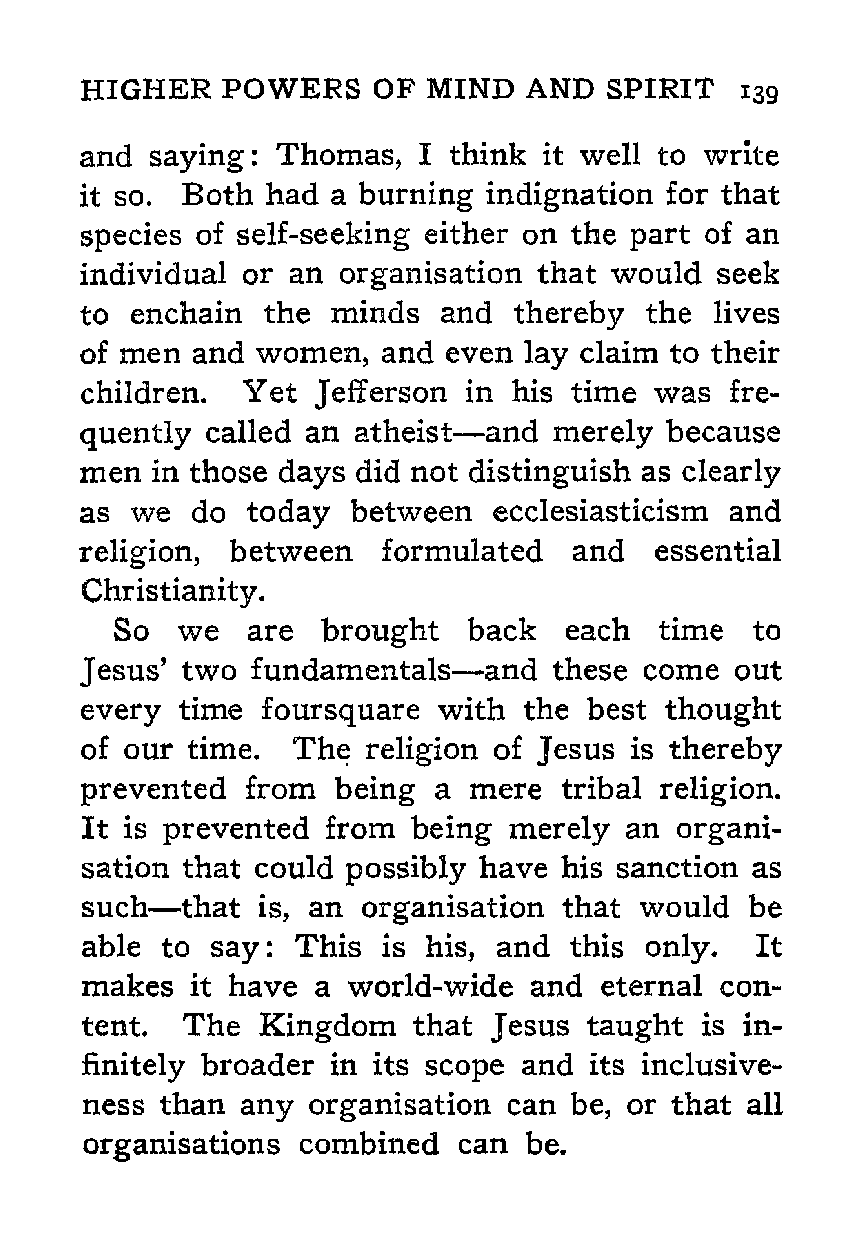 HIGHER POWERS OF MIND AND SPIRIT 139
and saying: Thomas, I think it well to write
it so. Both had a burning indignation for that
species of self-seeking either on the part of an
individual or an organisation that would seek
to enchain the minds and thereby the lives
of men and women, and even lay claim to their
children. Yet Jefferson in his time was fre-
quently called an atheist—and merely because
men in those days did not distinguish as clearly
as we do today between ecclesiasticism and
religion, between formulated and essential
Christianity.
So we are brought back each time to
Jesus' two fundamentals—and these come out
every time foursquare with the best thought
of our time. The religion of Jesus is thereby
prevented from being a mere tribal religion.
It is prevented from being merely an organi-
sation that could possibly have his sanction as
such—that is, an organisation that would be
able to say: This is his, and this only. It
makes it have a world-wide and eternal con-
tent. The Kingdom that Jesus taught is in-
finitely broader in its scope and its inclusive-
ness than any organisation can be, or that all
organisations combined can be.